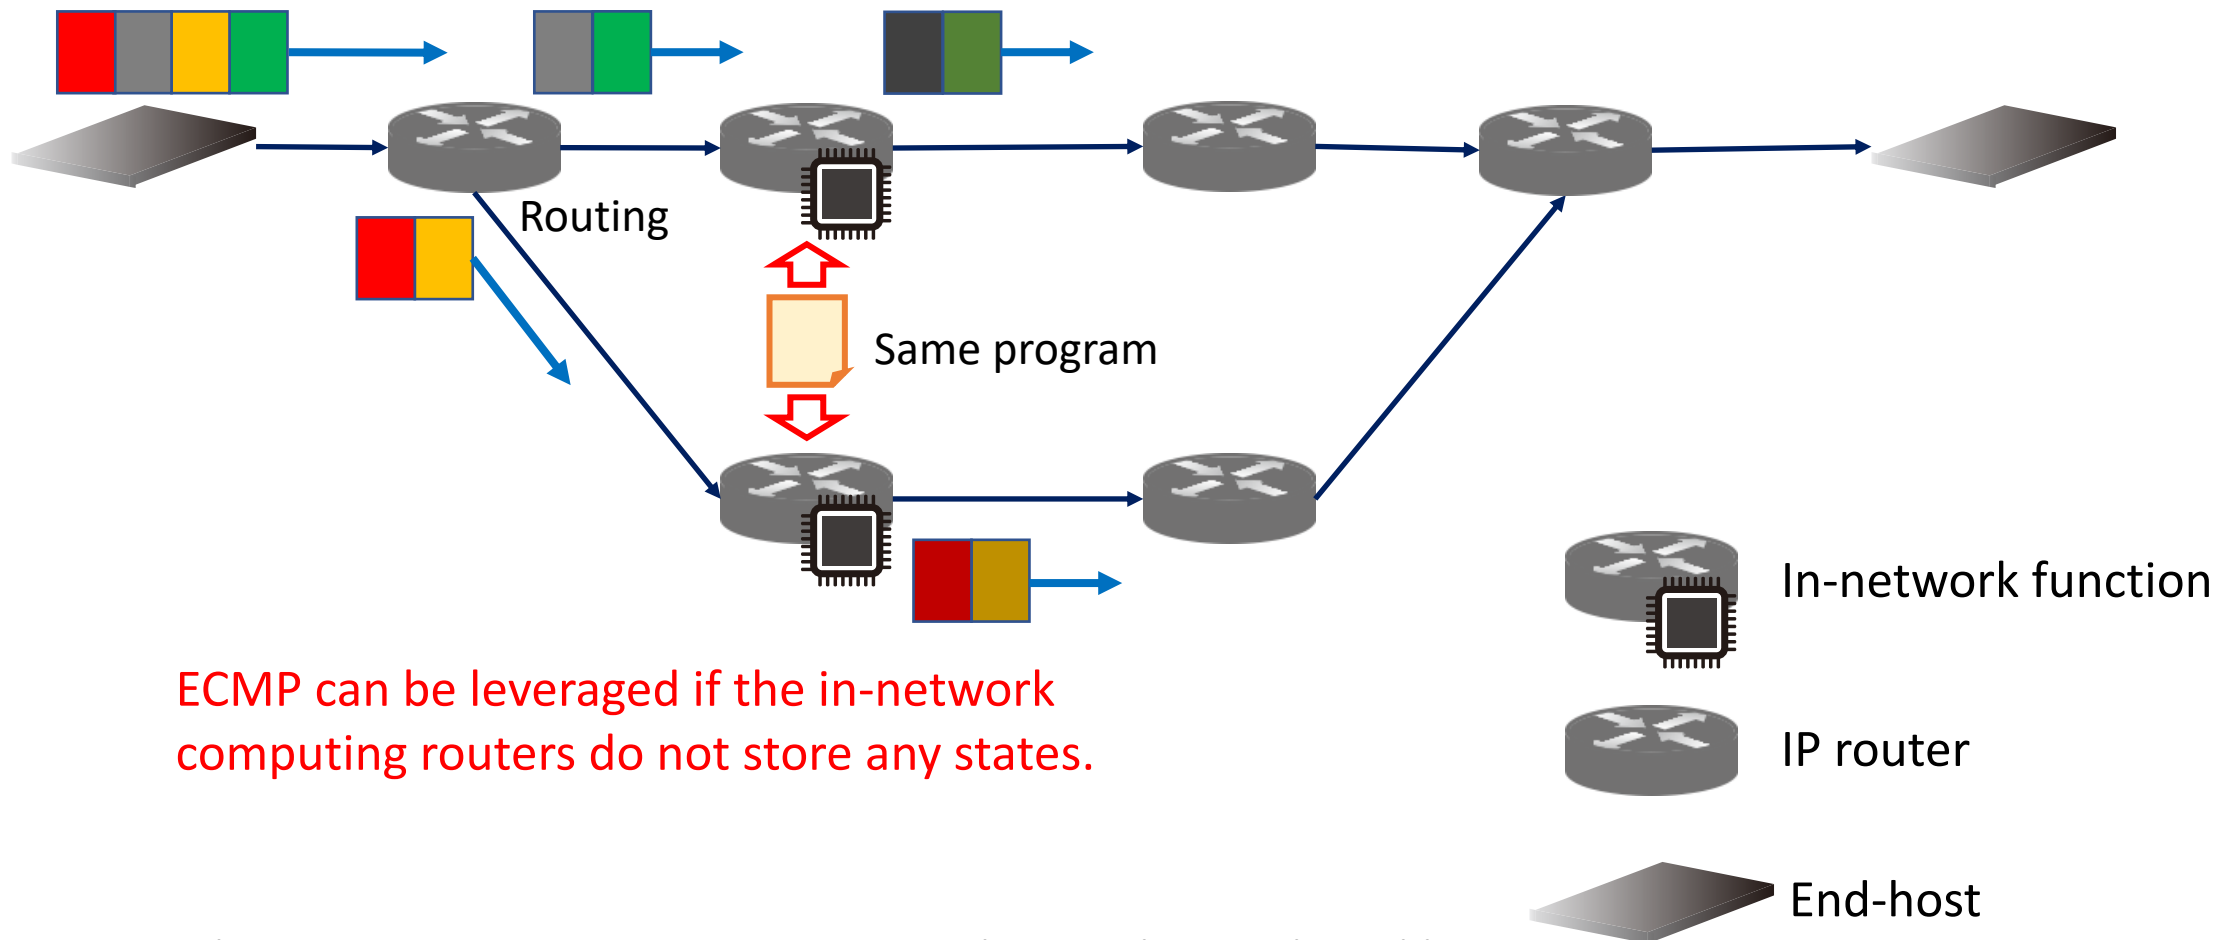 Routing
Same program
In-network function
ECMP can be leveraged if the in-network
computing routers do not store any states.
IP router
End-host